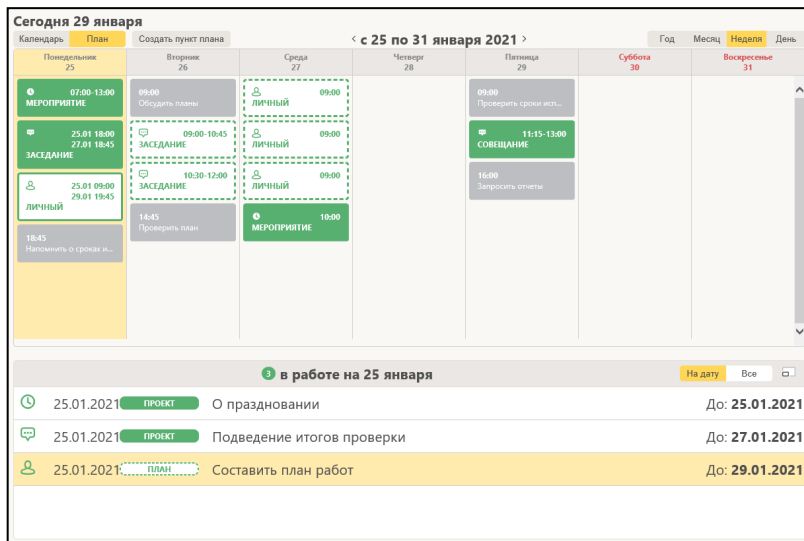 Сегодня 29 января
Календарь План Создать пункт плана < с 25 по 31 января 2021 > Год Месяц Неделя День
Понедельник Вторник Среда Четверг Пятница Суббота Воскресенье
25 26 27 28 29 30 31
07:00-13:00
МЕРОПРИЯТИЕ
25.01 18:00
27.01 18:45
ЗАСЕДАНИЕ
25.01 09:00
29.01 19:45
ЛИЧНЫЙ
18:45
Напомнить о сроках и...
09:00
Обсудить планы
09:00-10:45
ЗАСЕДАНИЕ
10:30-12:00
ЗАСЕДАНИЕ
14:45
Проверить план
09:00
ЛИЧНЫЙ
09:00
ЛИЧНЫЙ
09:00
ЛИЧНЫЙ
10:00
МЕРОПРИЯТИЕ
09:00
Проверить сроки исп...
11:15-13:00
СОВЕЩАНИЕ
16:00
Запросить отчеты
3 в работе на 25 января На дату Все
25.01.2021 ПРОЕКТ О праздновании До: 25.01.2021
25.01.2021 ПРОЕКТ Подведение итогов проверки До: 27.01.2021
25.01.2021 ПЛАН Составить план работ До: 29.01.2021